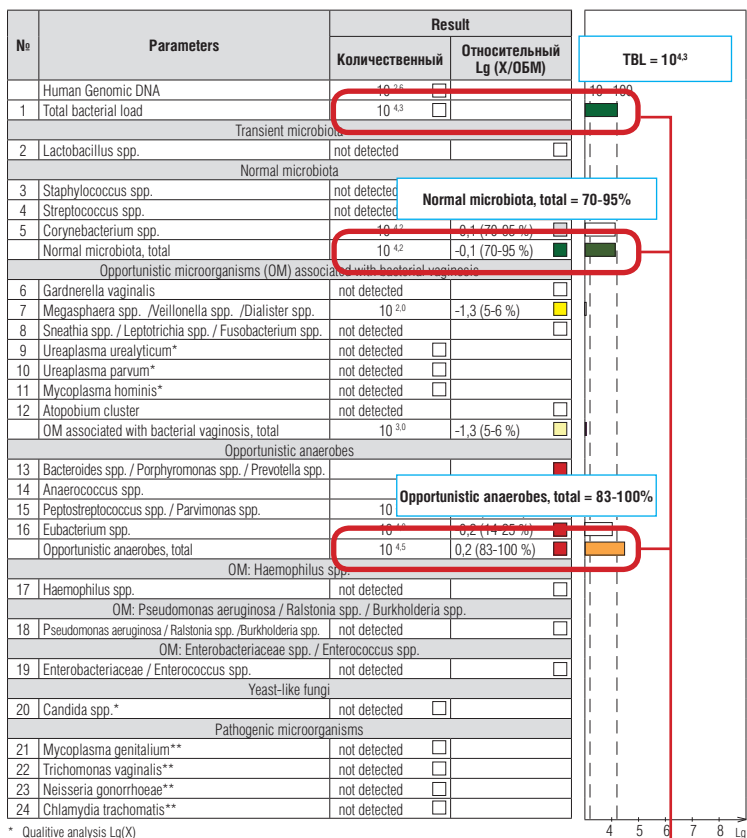 № Parameters Result
Количественный Относительный Lg (Х/ОБМ)
TBL = 10^4,3
Human Genomic DNA
10 100
1 Total bacterial load 10^4,3
Transient microbiota
2 Lactobacillus spp. not detected
Normal microbiota
3 Staphylococcus spp. not detected
4 Streptococcus spp. not detected
Normal microbiota, total = 70-95%
5 Corynebacterium spp. 10^4,2 -0,1 (70-95 %)
Normal microbiota, total 10^4,2 -0,1 (70-95 %)
Opportunistic microorganisms (OM) associated with bacterial vaginosis
6 Gardnerella vaginalis not detected
7 Megasphaera spp. /Veillonella spp. /Dialister spp. 10^2,0 -1,3 (5-6 %)
8 Sneathia spp. / Leptotrichia spp. / Fusobacterium spp. not detected
9 Ureaplasma urealyticum* not detected
10 Ureaplasma parvum* not detected
11 Mycoplasma hominis* not detected
12 Atopobium cluster not detected
OM associated with bacterial vaginosis, total 10^3,0 -1,3 (5-6 %)
Opportunistic anaerobes
13 Bacteroides spp. / Porphyromonas spp. / Prevotella spp.
14 Anaerococcus spp.
Opportunistic anaerobes, total = 83-100%
15 Peptostreptococcus spp. / Parvimonas spp. 10
16 Eubacterium spp. 0,2 (14-25 %)
Opportunistic anaerobes, total 10^4,5 0,2 (83-100 %)
OM: Haemophilus spp.
17 Haemophilus spp. not detected
OM: Pseudomonas aeruginosa / Ralstonia spp. / Burkholderia spp.
18 Pseudomonas aeruginosa / Ralstonia spp. /Burkholderia spp. not detected
OM: Enterobacteriaceae spp. / Enterococcus spp.
19 Enterobacteriaceae / Enterococcus spp. not detected
Yeast-like fungi
20 Candida spp.* not detected
Pathogenic microorganisms
21 Mycoplasma genitalium** not detected
22 Trichomonas vaginalis** not detected
23 Neisseria gonorrhoeae** not detected
24 Chlamydia trachomatis** not detected
4 5 6 7 8 Lg
* Qualitive analysis Lg(X)